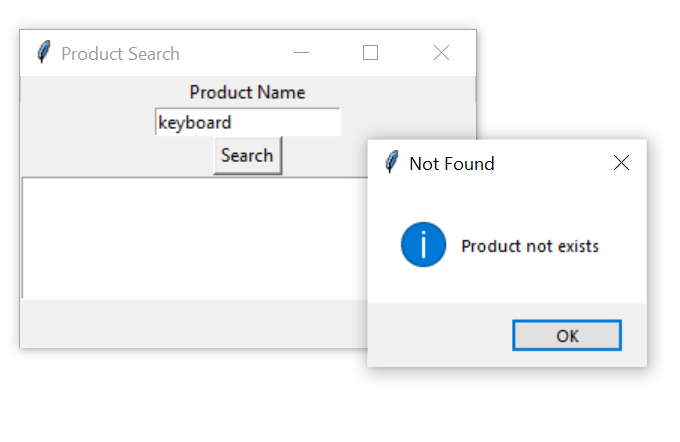 Product Search
Product Name
keyboard
Search
Not Found
Product not exists
OK